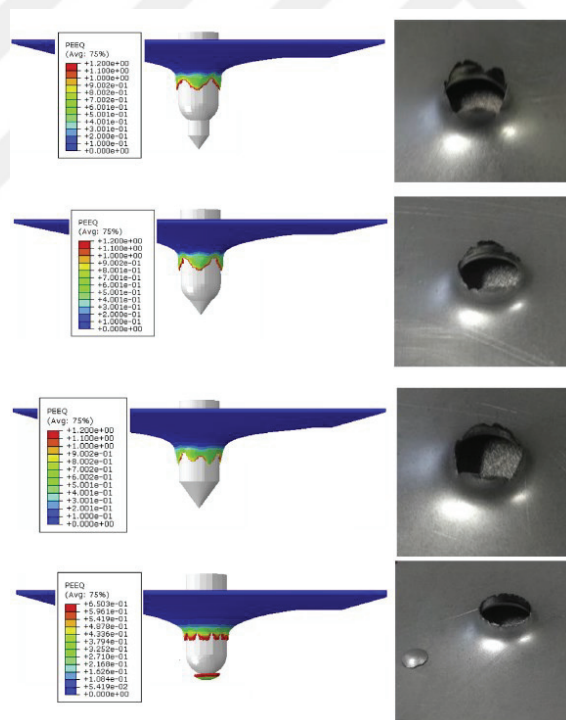 PEEQ
(Avg: 75%)
+1.200e+00
+1.100e+00
+1.000e+00
+9.002e-01
+8.002e-01
+7.002e-01
+6.001e-01
+5.001e-01
+4.001e-01
+3.001e-01
+2.000e-01
+1.000e-01
+0.000e+00
PEEQ
(Avg: 75%)
+1.200e+00
+1.100e+00
+1.000e+00
+9.002e-01
+8.001e-01
+7.001e-01
+6.001e-01
+5.001e-01
+4.001e-01
+3.001e-01
+2.000e-01
+1.000e-01
+0.000e+00
PEEQ
(Avg: 75%)
+1.200e+00
+1.100e+00
+1.000e+00
+9.002e-01
+8.002e-01
+7.002e-01
+6.002e-01
+5.001e-01
+4.001e-01
+3.001e-01
+2.001e-01
+1.000e-01
+0.000e+00
PEEQ
(Avg: 75%)
+6.503e-01
+5.961e-01
+5.419e-01
+4.878e-01
+4.336e-01
+3.794e-01
+3.252e-01
+2.710e-01
+2.168e-01
+1.626e-01
+1.084e-01
+5.419e-02
+0.000e+00